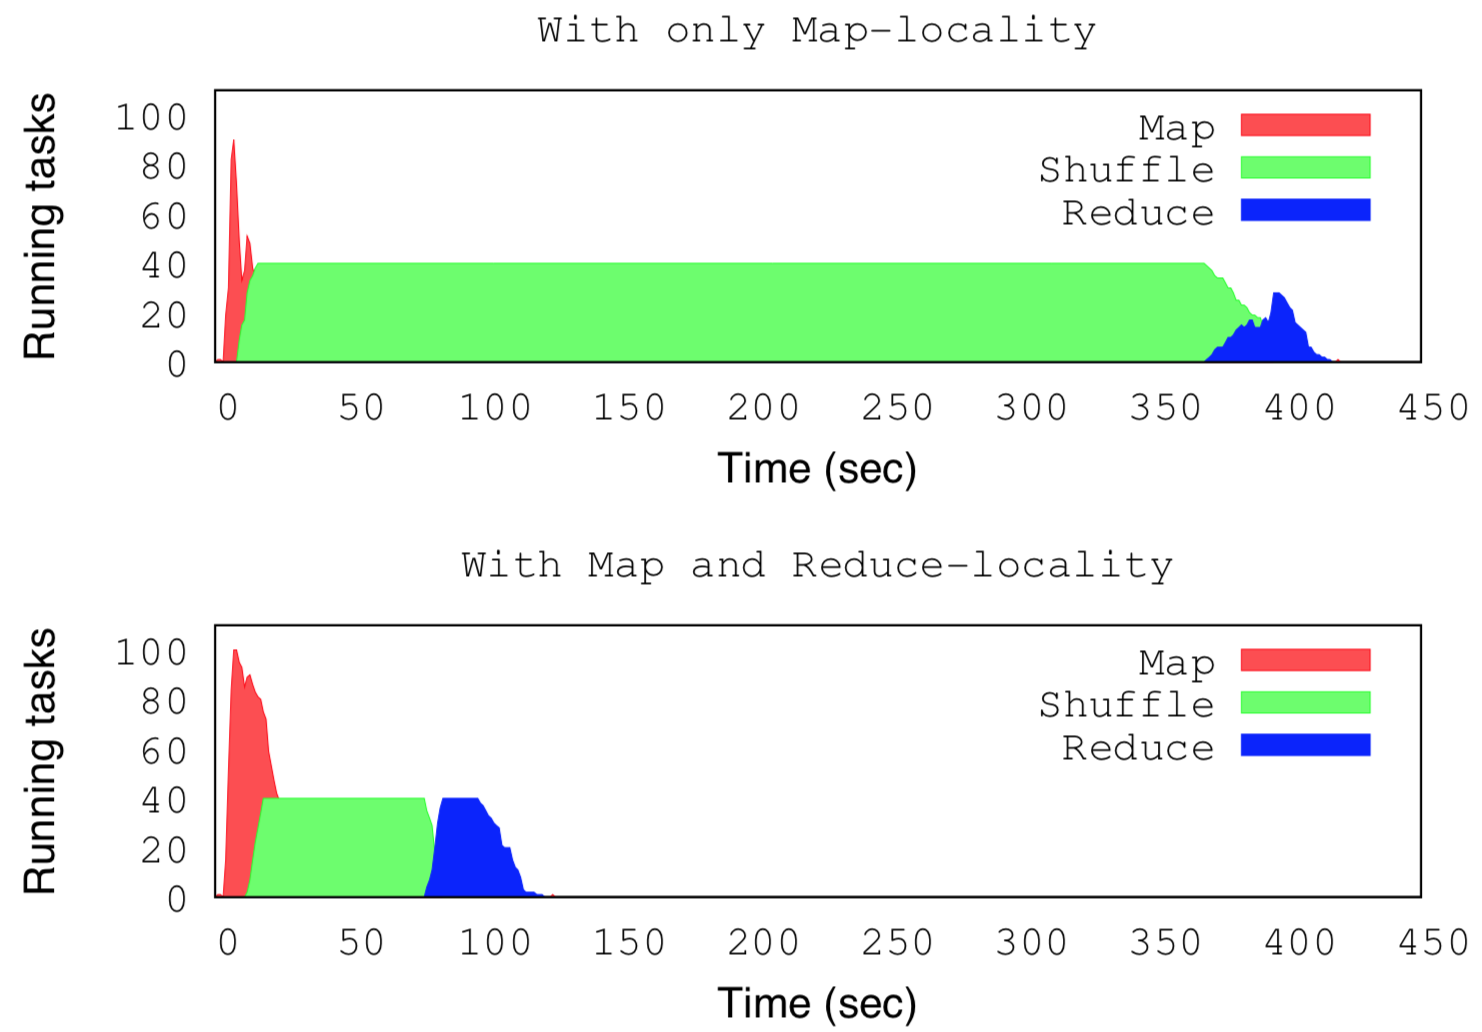 With only Map-locality
Running tasks
100
80
60
40
20
0
Map
Shuffle
Reduce
0 50 100 150 200 250 300 350 400 450
Time (sec)
With Map and Reduce-locality
Running tasks
100
80
60
40
20
0
Map
Shuffle
Reduce
0 50 100 150 200 250 300 350 400 450
Time (sec)